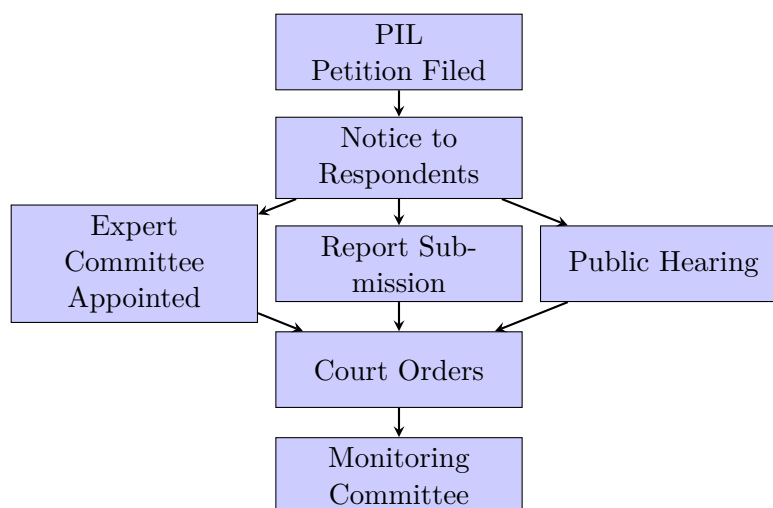 PIL
Petition Filed
Notice to
Respondents
Expert
Committee
Appointed
Report Sub-
mission
Public Hearing
Court Orders
Monitoring
Committee